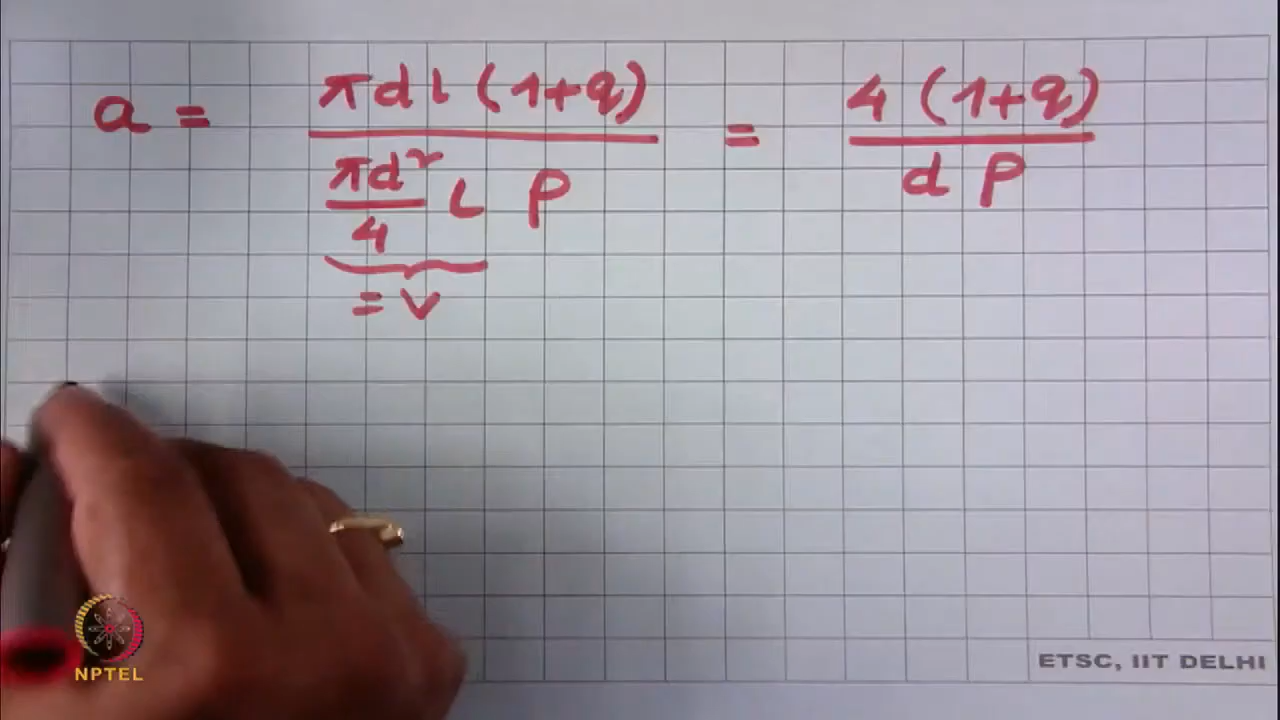 a = πdl(1+q) / (πd²/4 L P) = 4(1+q) / (d P)
= V
NPTEL
ETSC, IIT DELHI